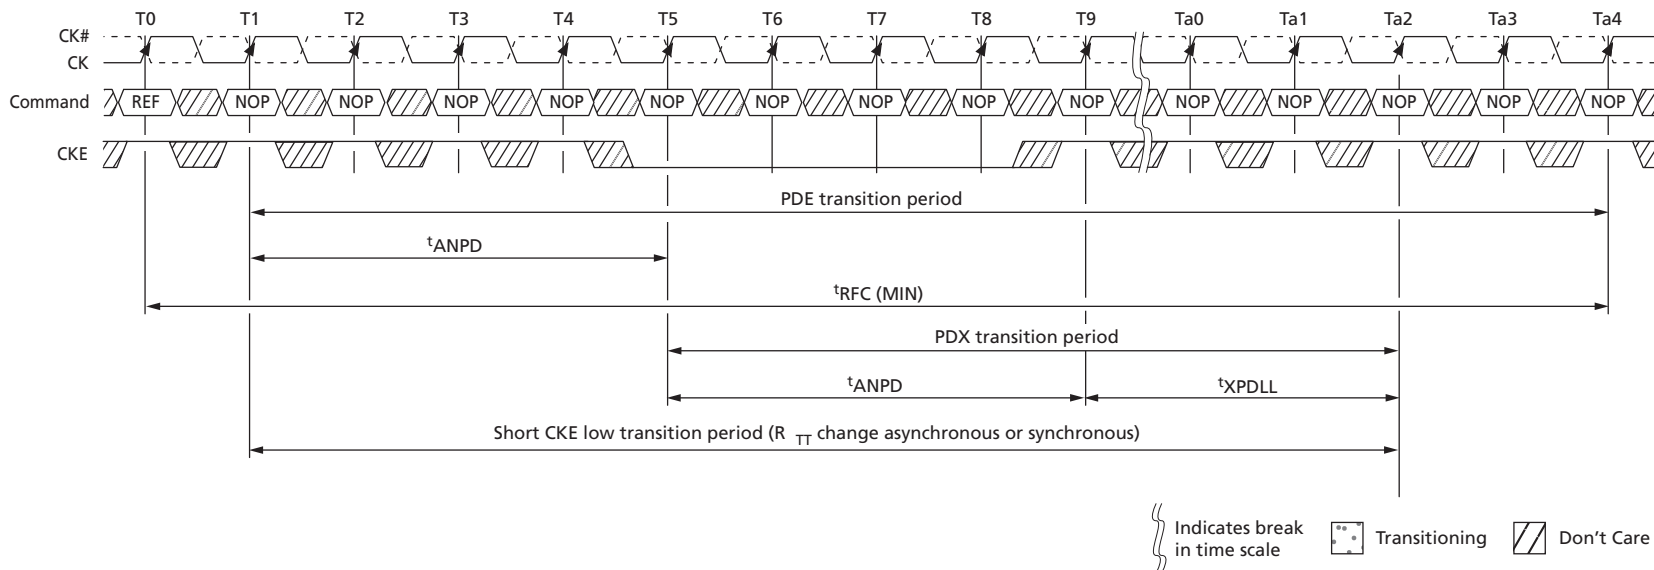 T0 T1 T2 T3 T4 T5 T6 T7 T8 T9 Ta0 Ta1 Ta2 Ta3 Ta4
CK#
CK
Command REF NOP NOP NOP NOP NOP NOP NOP NOP NOP NOP NOP NOP NOP NOP
CKE
PDE transition period
tANPD
tRFC (MIN)
PDX transition period
tANPD tXPDLL
Short CKE low transition period (R TT change asynchronous or synchronous)
Indicates break
in time scale
Transitioning
Don't Care